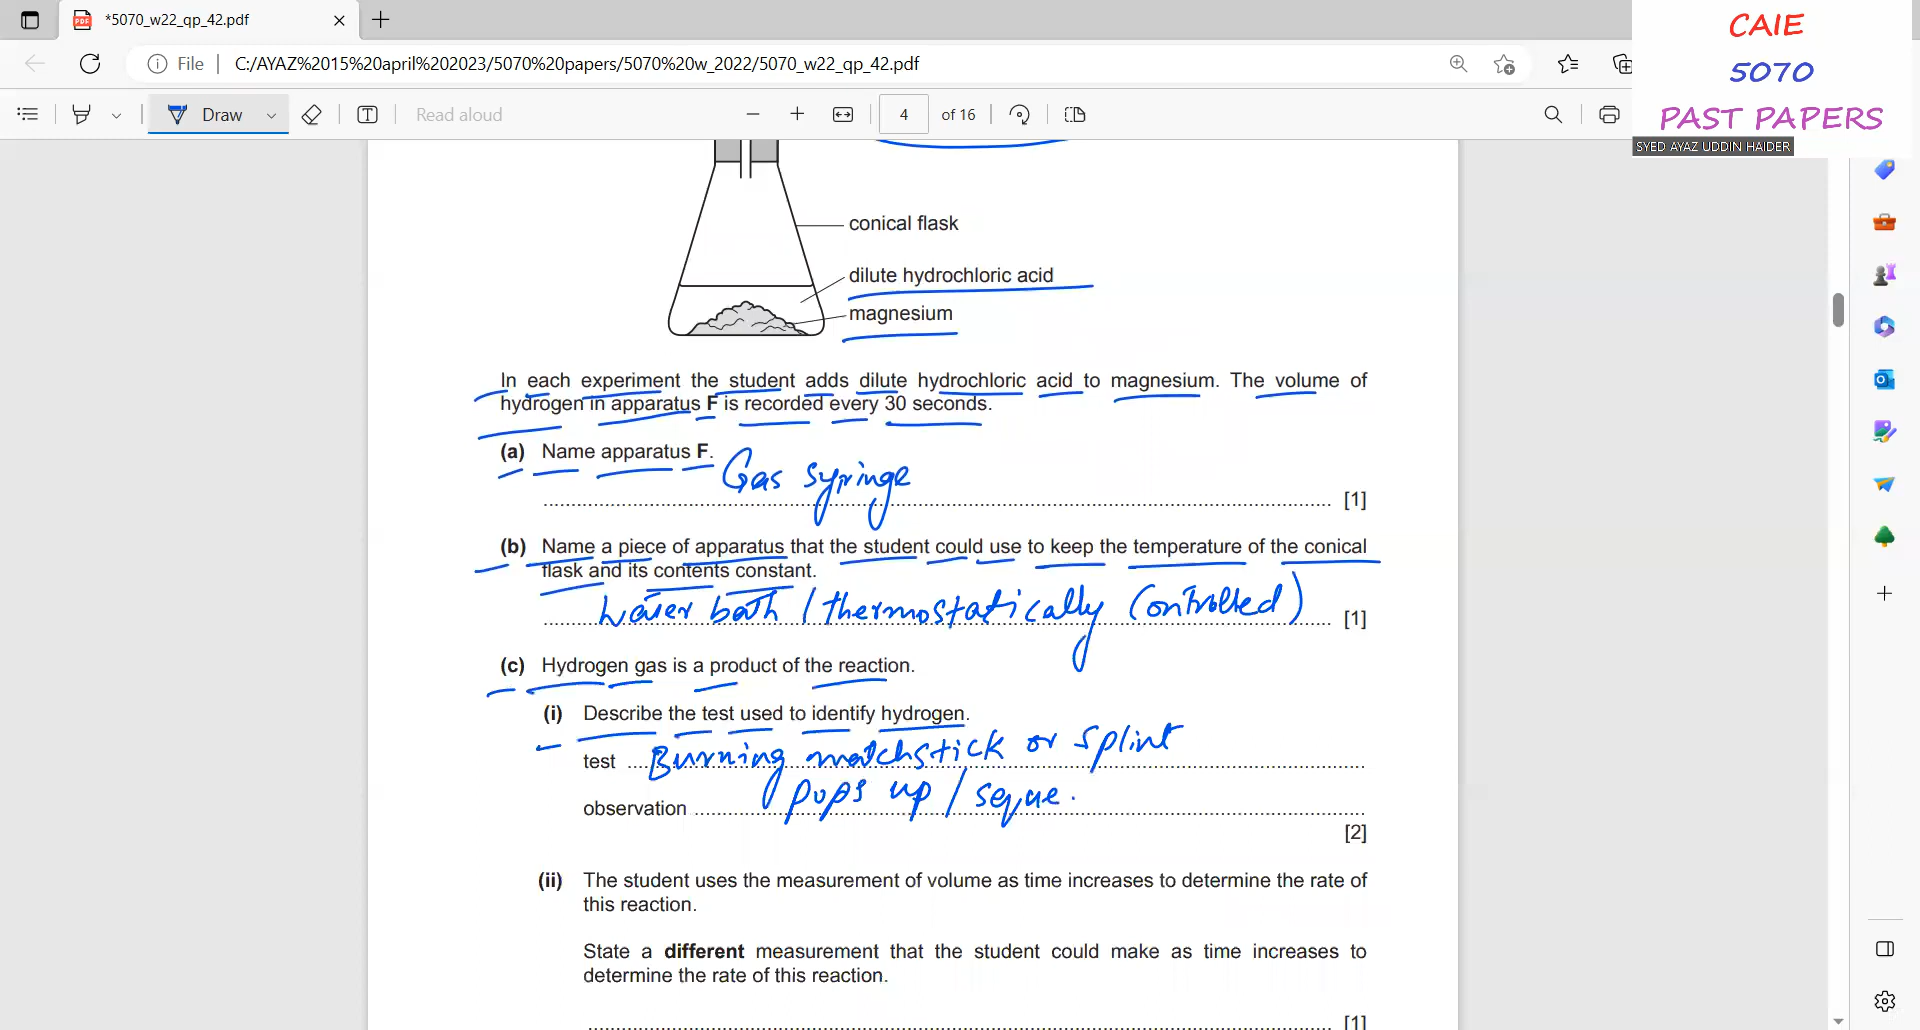 *5070_w22_qp_42.pdf
File C:/AYAZ%2015%20april%202023/5070%20papers/5070%20w_2022/5070_w22_qp_42.pdf
CAIE
5070
PAST PAPERS
SYED AYAZ UDDIN HAIDER
Draw Read aloud 4 of 16
conical flask
dilute hydrochloric acid
magnesium
In each experiment the student adds dilute hydrochloric acid to magnesium. The volume of
hydrogen in apparatus F is recorded every 30 seconds.
(a) Name apparatus F.
Gas syringe
[1]
(b) Name a piece of apparatus that the student could use to keep the temperature of the conical
flask and its contents constant.
Water bath / thermostatically controlled)
[1]
(c) Hydrogen gas is a product of the reaction.
(i) Describe the test used to identify hydrogen.
test Burning matchstick or splint
observation pops up / seque.
[2]
(ii) The student uses the measurement of volume as time increases to determine the rate of
this reaction.
State a different measurement that the student could make as time increases to
determine the rate of this reaction.
[1]